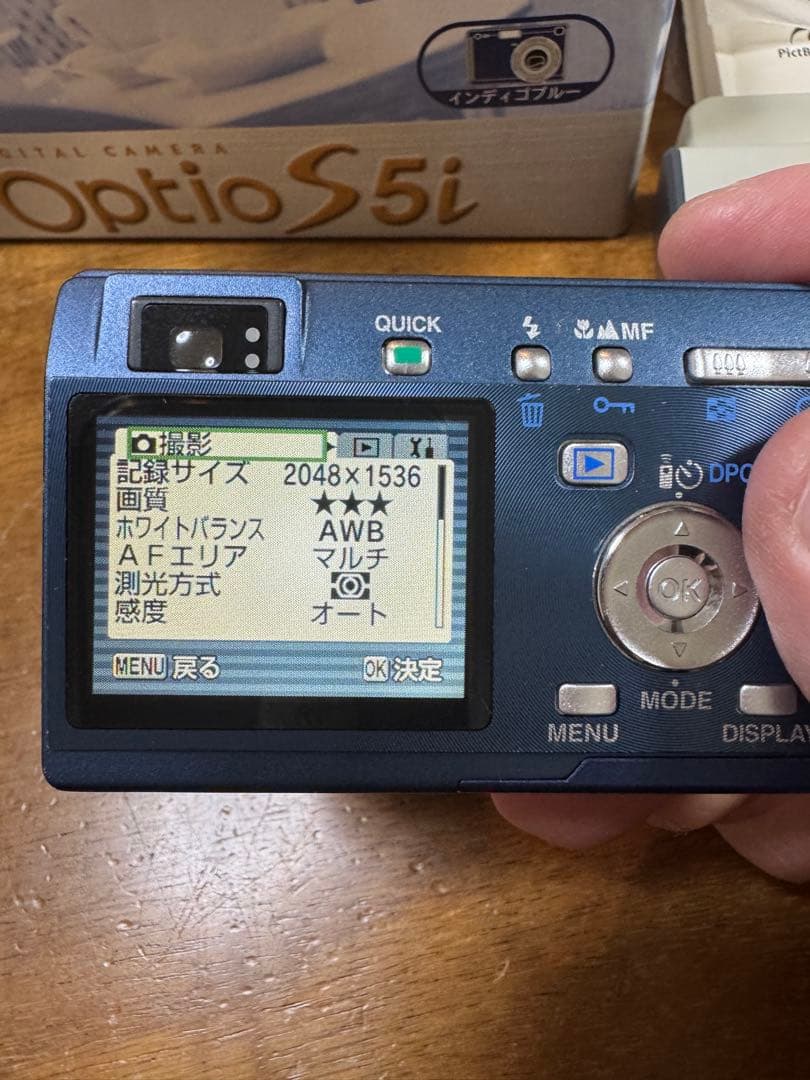 インディゴブルー
PictB
GITAL CAMERA
Optio S5i
QUICK
MF
撮影
記録サイズ 2048×1536
画質 ★★★
ホワイトバランス AWB
AFエリア マルチ
測光方式
感度 オート
MENU 戻る OK 決定
DPO
OK
MODE
MENU
DISPLAY